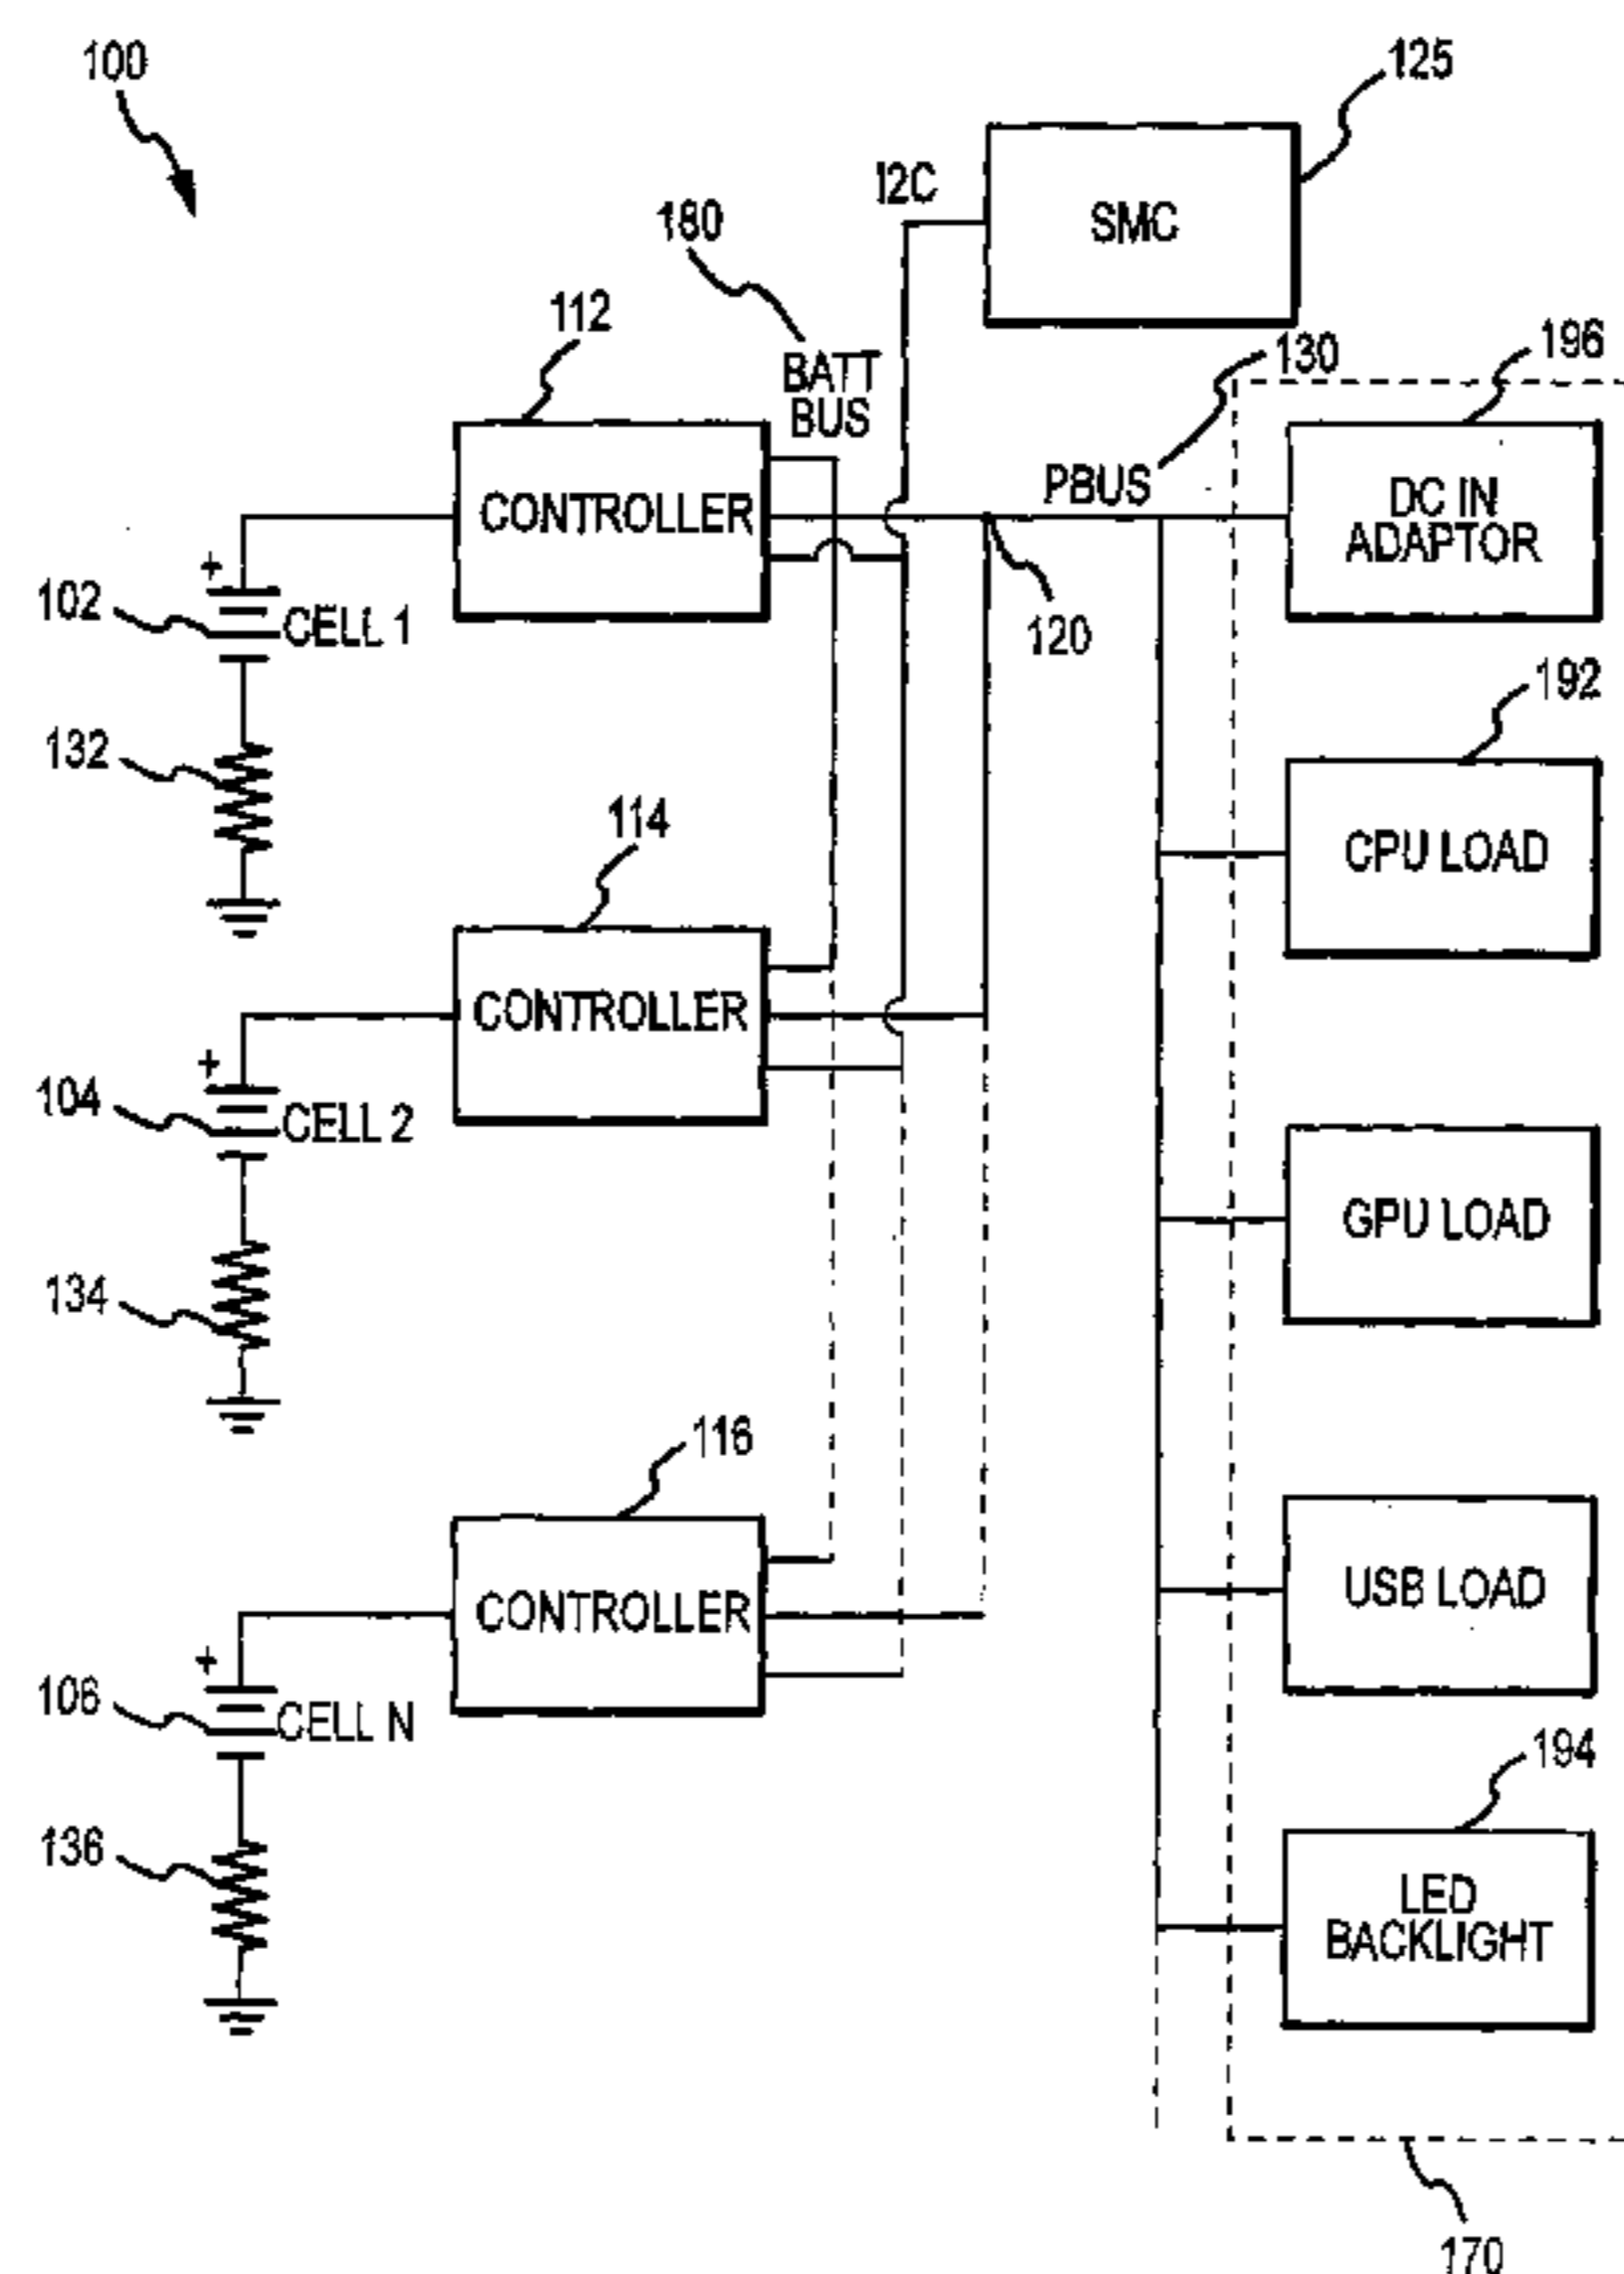 100
125
I2C
SMC
180
112
130
196
BATT
BUS
CONTROLLER
PBUS
DC IN
ADAPTOR
+
102
CELL 1
120
192
132
114
CPU LOAD
CONTROLLER
+
104
CELL 2
GPU LOAD
134
116
USB LOAD
CONTROLLER
+
106
CELL N
194
136
LED
BACKLIGHT
170